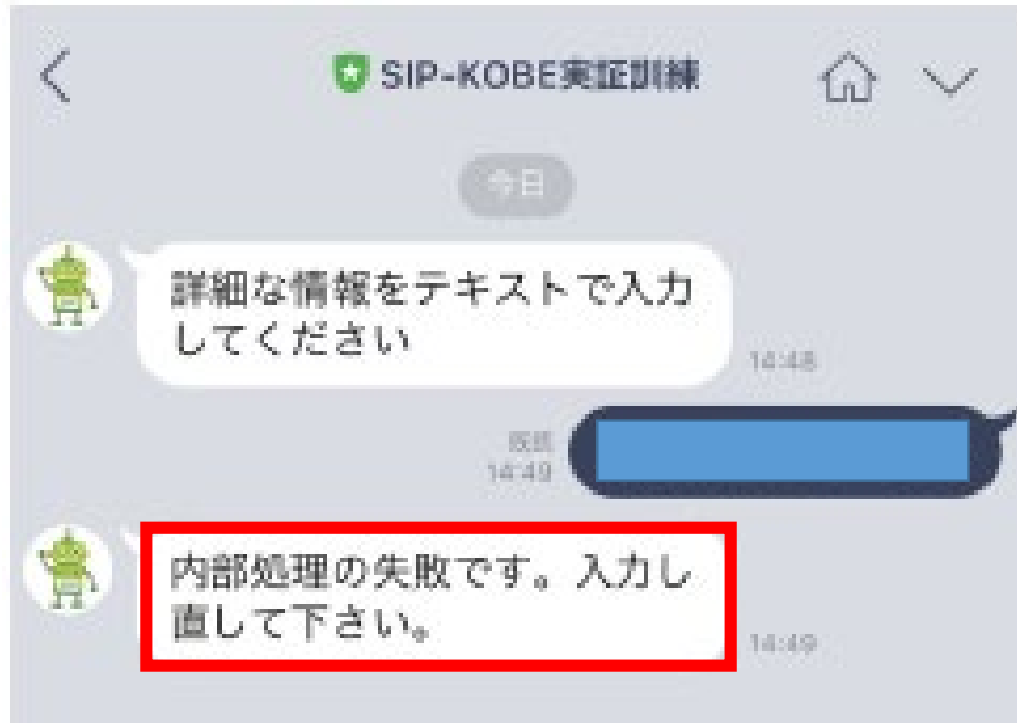 SIP-KOBE実証訓練
今日
詳細な情報をテキストで入力
してください
14:48
既読
14:49
内部処理の失敗です。入力し
直して下さい。
14:49